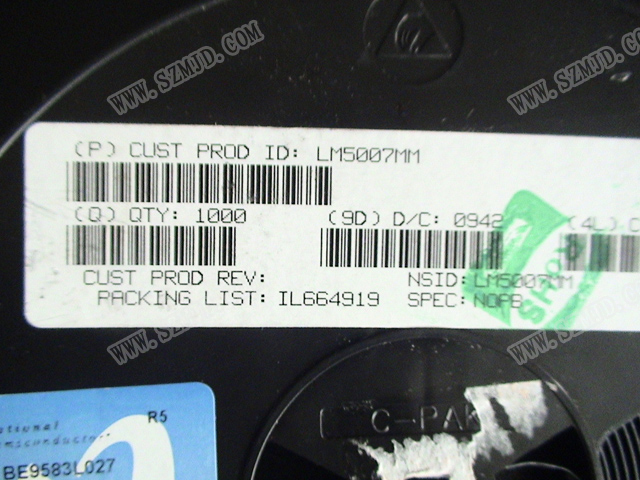 WWW.SZMJD.COM
WWW.SZMJD.COM
(P) CUST PROD ID: LM5007MM
(Q) QTY: 1000 (9D) D/C: 0942 (4L) C
CUST PROD REV: NSID: LM5007MM
PACKING LIST: IL664919 SPEC: NOPB
RoHS
WWW.SZMJD.COM
WWW.SZMJD.COM
R5
BE9583L027
C-PAK